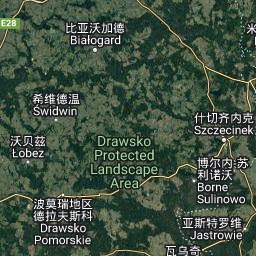 E28
米
比亚沃加德
Białogard
希维德温
Świdwin
什切齐内克
Szczecinek
沃贝兹
Łobez
Drawsko
Protected
Landscape
Area
博尔内-苏
利诺沃
Borne
Sulinowo
波莫瑞地区
德拉夫斯科
Drawsko
Pomorskie
亚斯特罗维
Jastrowie
瓦乌奇